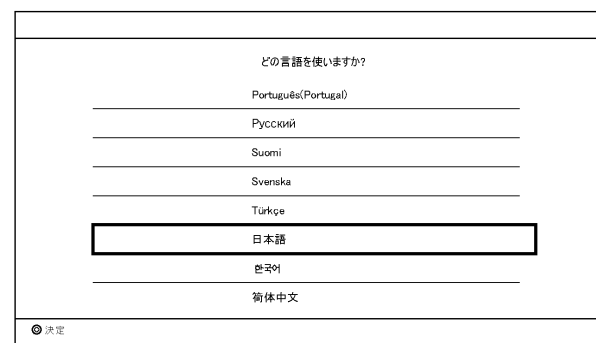 どの言語を使いますか?
Português(Portugal)
Русский
Suomi
Svenska
Türkçe
日本語
한국어
简体中文
◎決定